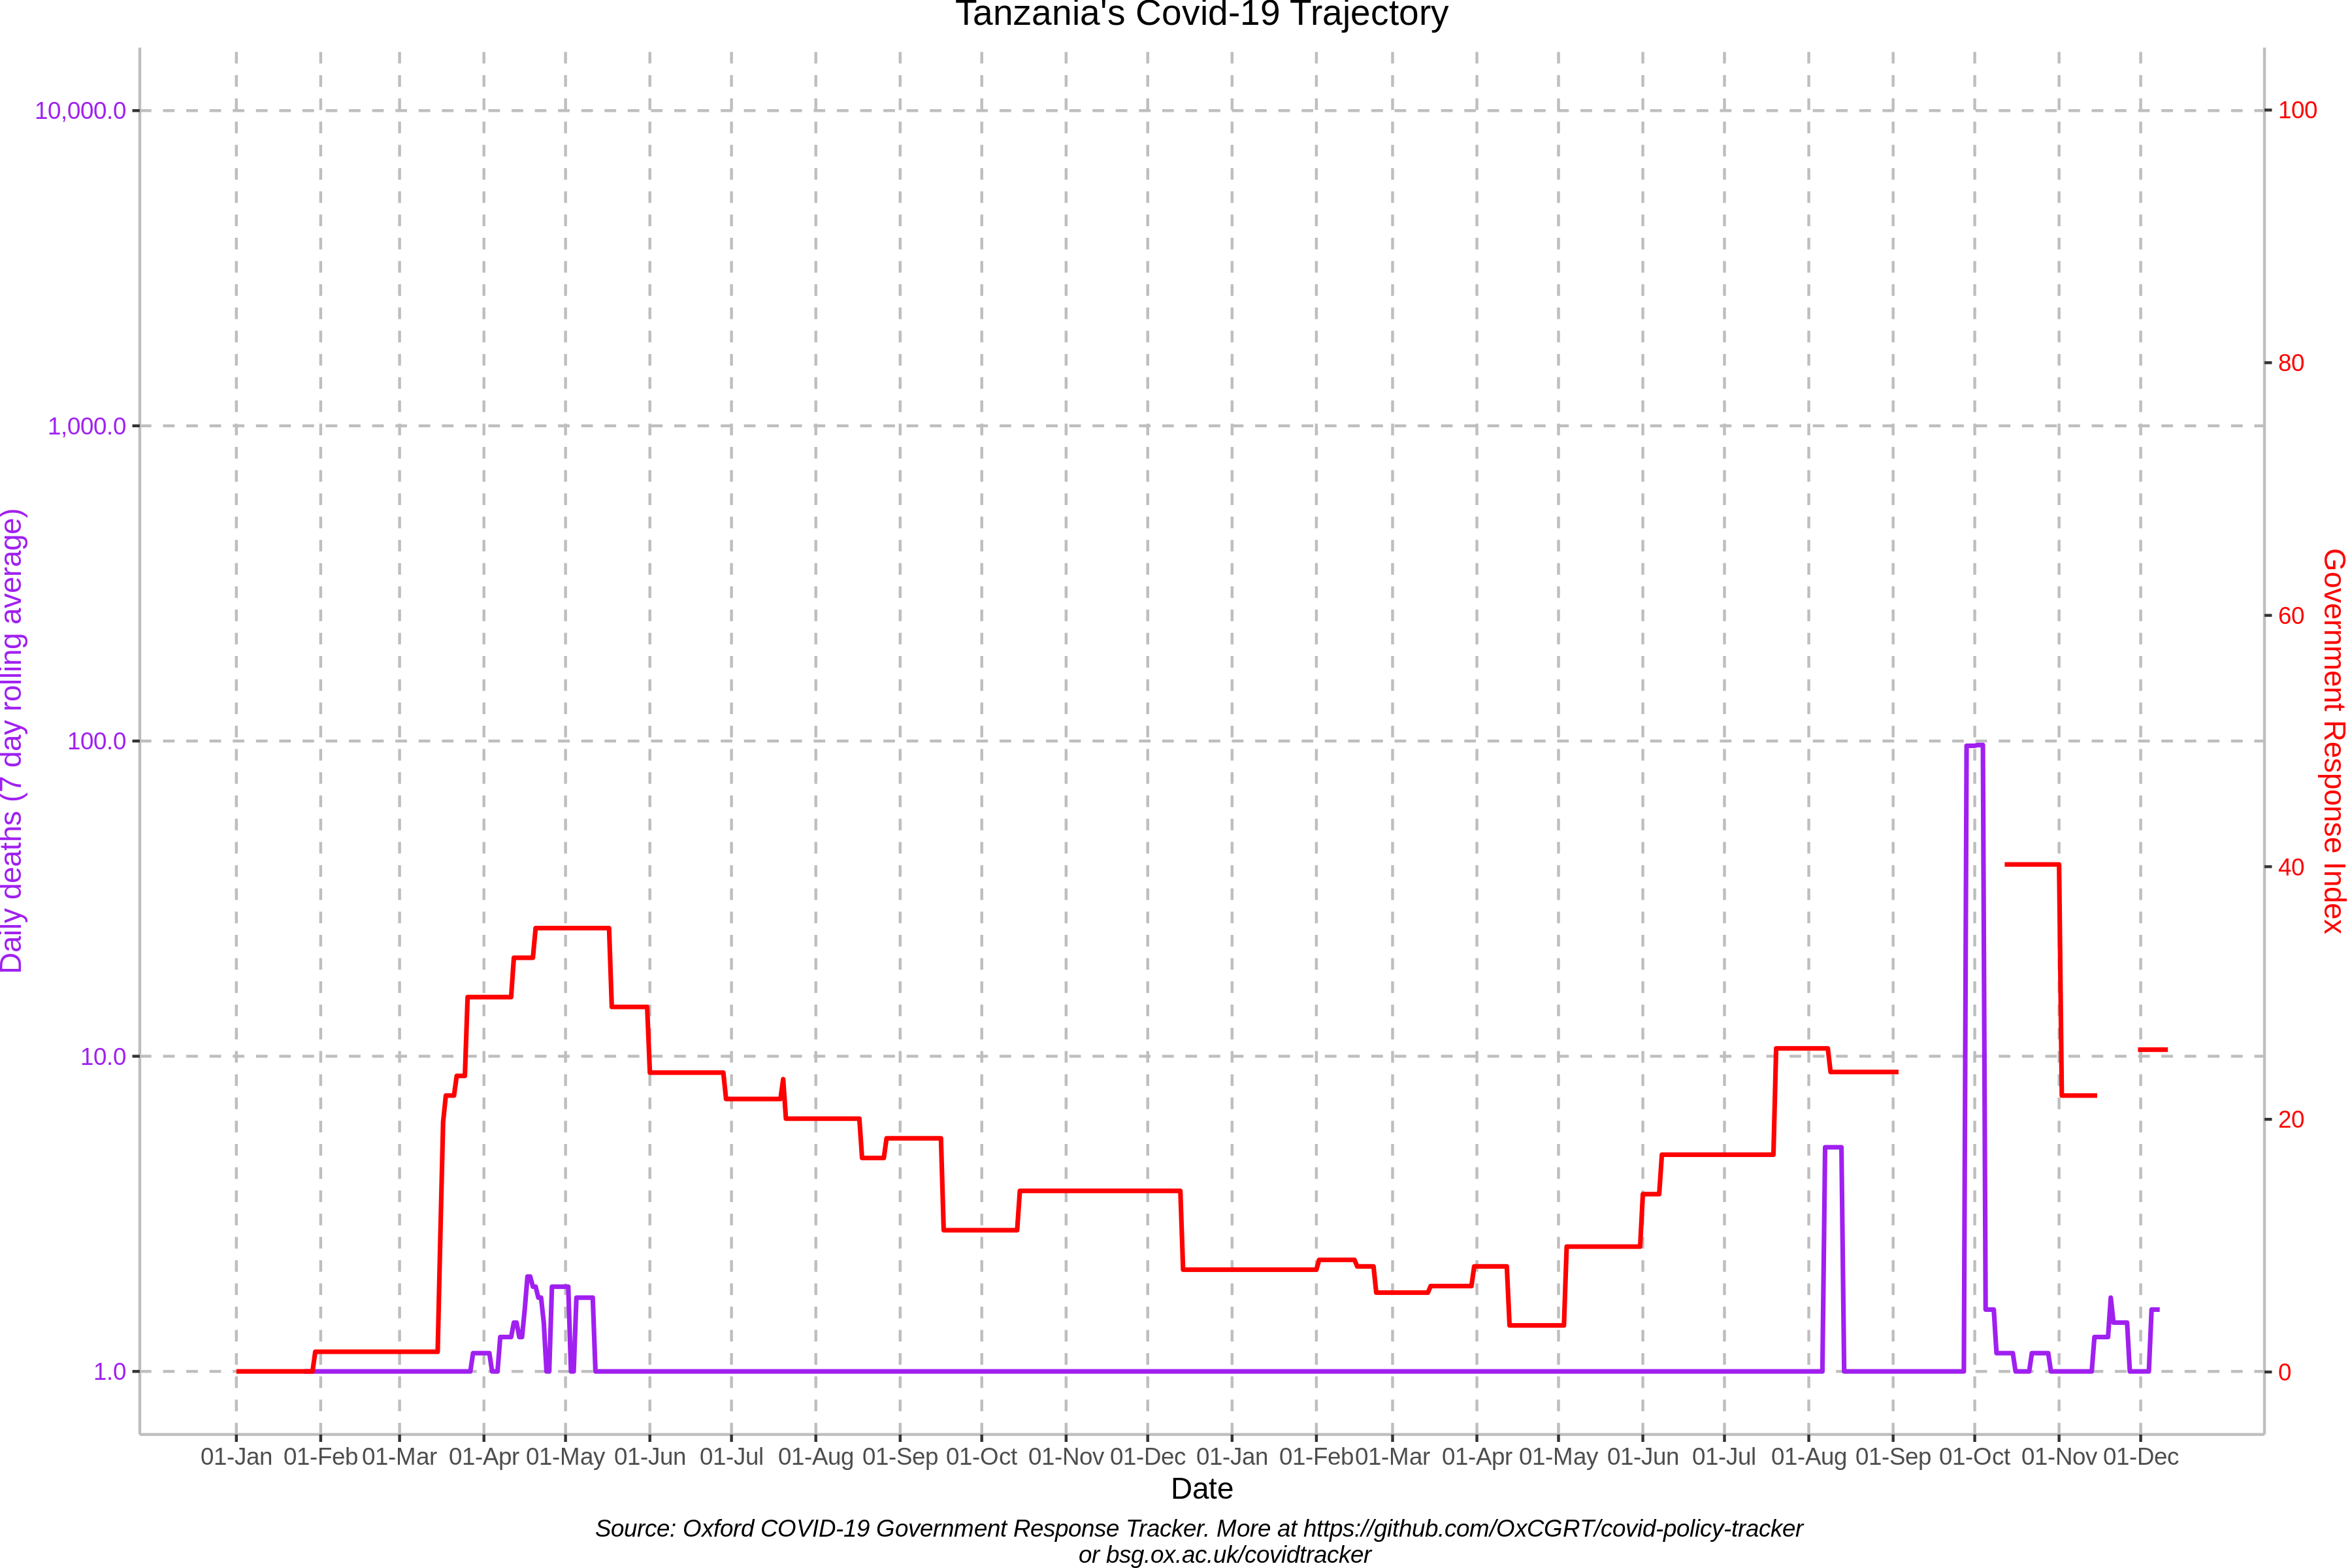 Tanzania's Covid-19 Trajectory
10,000.0
1,000.0
100.0
10.0
1.0
Daily deaths (7 day rolling average)
100
80
60
40
20
0
Government Response Index
01-Jan 01-Feb 01-Mar 01-Apr 01-May 01-Jun 01-Jul 01-Aug 01-Sep 01-Oct 01-Nov 01-Dec 01-Jan 01-Feb 01-Mar 01-Apr 01-May 01-Jun 01-Jul 01-Aug 01-Sep 01-Oct 01-Nov 01-Dec
Date
Source: Oxford COVID-19 Government Response Tracker. More at https://github.com/OxCGRT/covid-policy-tracker
or bsg.ox.ac.uk/covidtracker